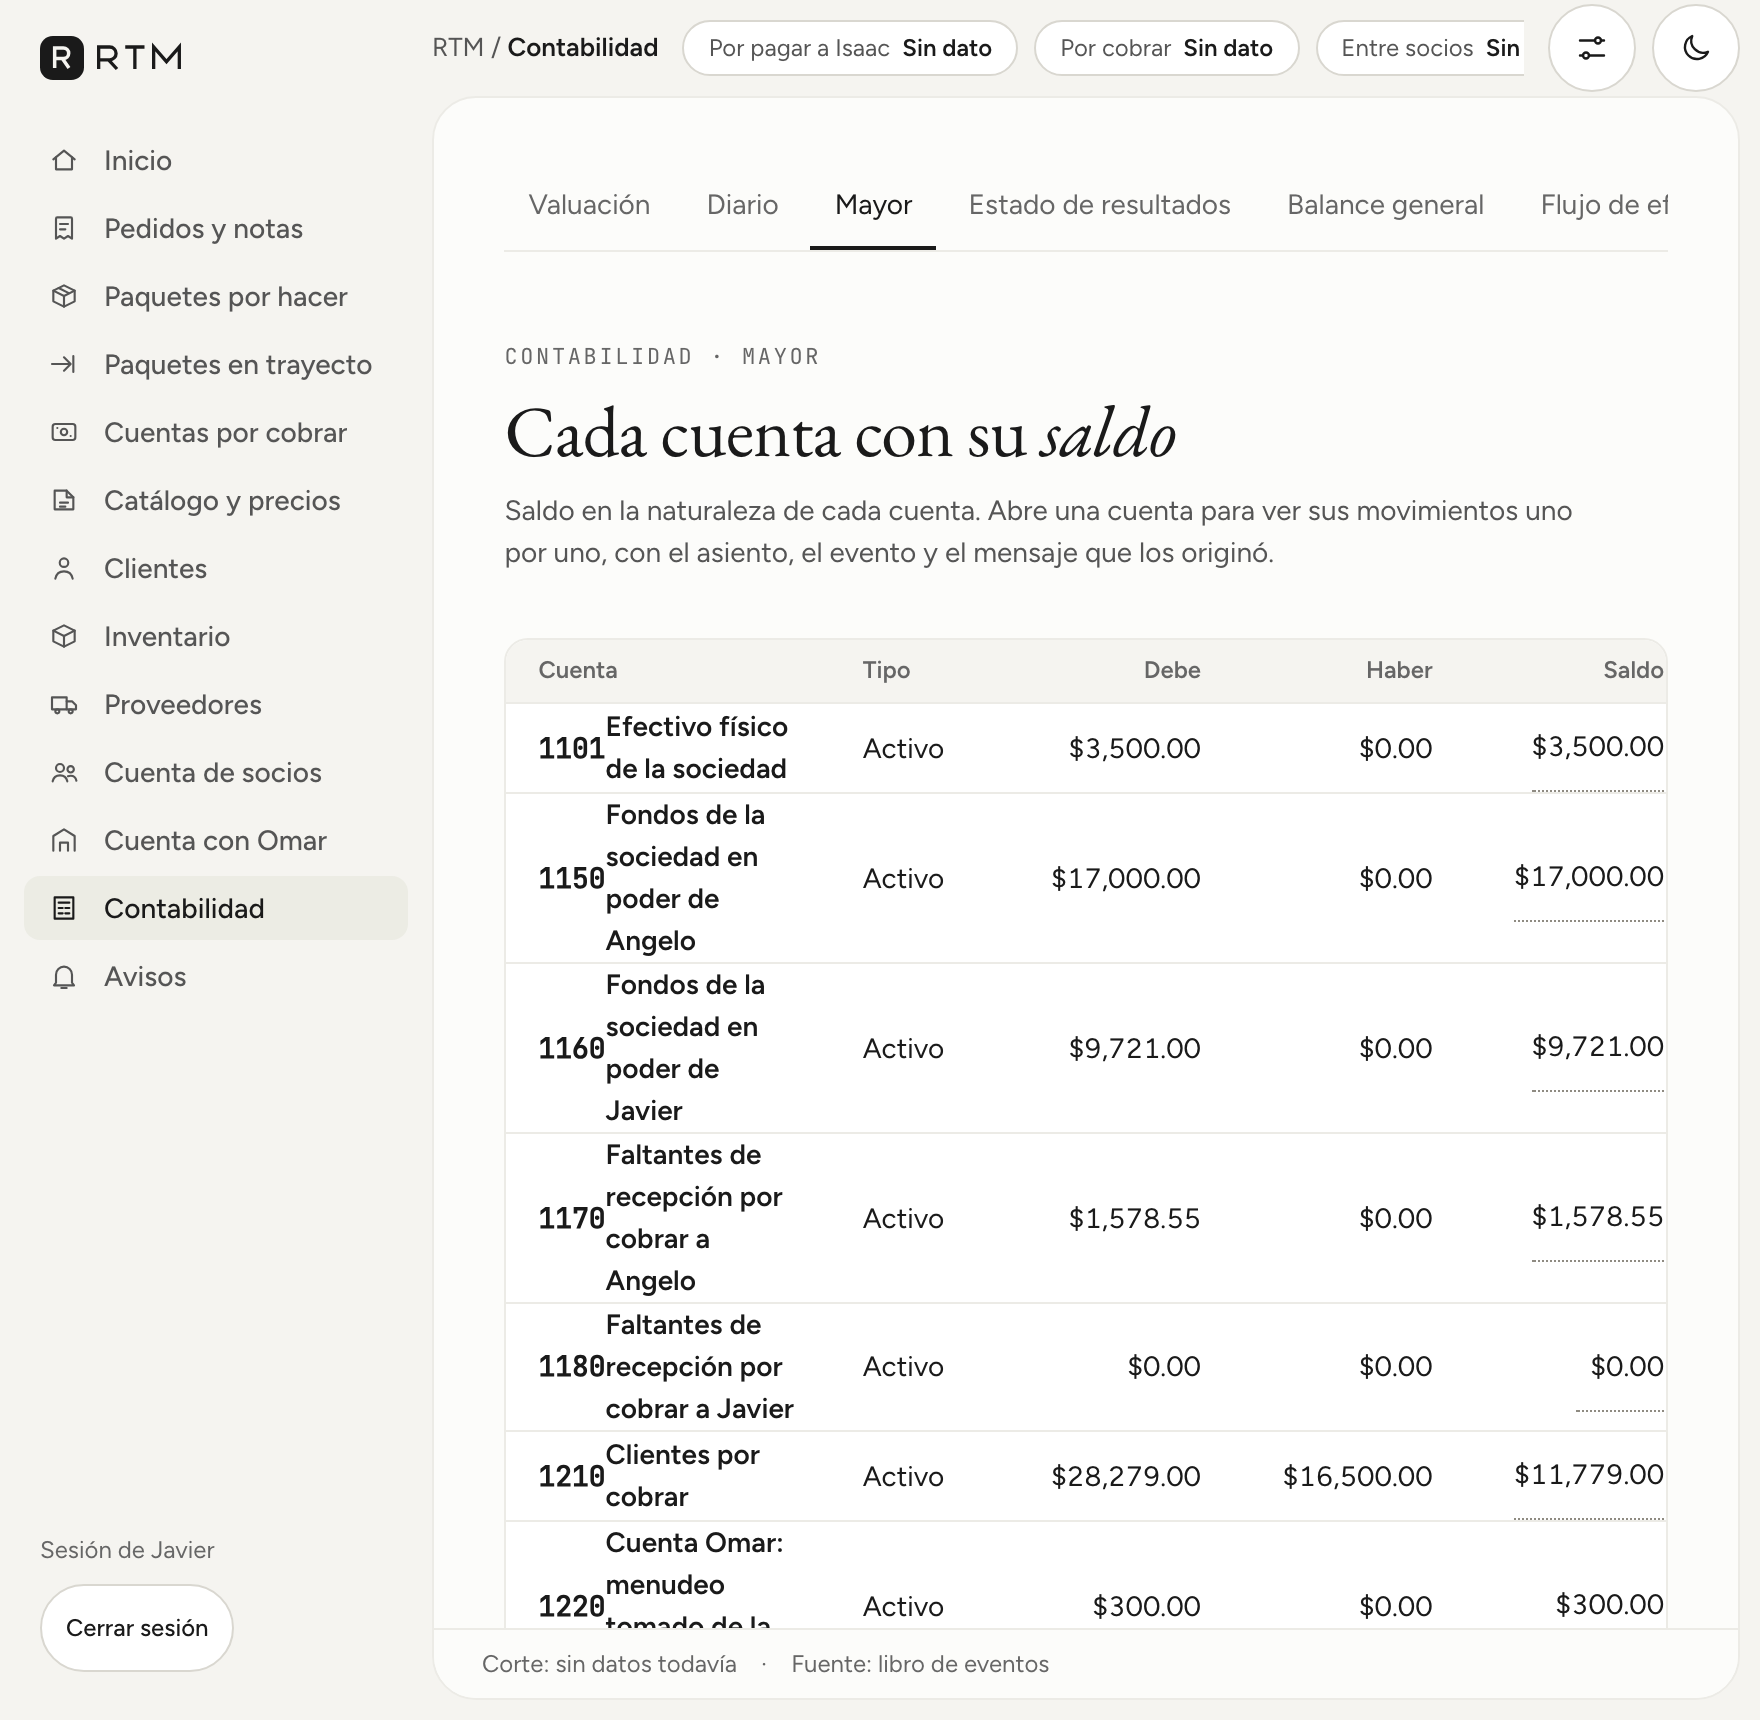 R RTM
RTM / Contabilidad
Por pagar a Isaac Sin dato
Por cobrar Sin dato
Entre socios Sin
Inicio
Pedidos y notas
Paquetes por hacer
Paquetes en trayecto
Cuentas por cobrar
Catálogo y precios
Clientes
Inventario
Proveedores
Cuenta de socios
Cuenta con Omar
Contabilidad
Avisos
Sesión de Javier
Cerrar sesión
Valuación Diario Mayor Estado de resultados Balance general Flujo de ef
CONTABILIDAD · MAYOR
Cada cuenta con su saldo
Saldo en la naturaleza de cada cuenta. Abre una cuenta para ver sus movimientos uno
por uno, con el asiento, el evento y el mensaje que los originó.
Cuenta Tipo Debe Haber Saldo
1101 Efectivo físico
de la sociedad Activo $3,500.00 $0.00 $3,500.00
Fondos de la
sociedad en
1150 poder de Activo $17,000.00 $0.00 $17,000.00
Angelo
Fondos de la
sociedad en
1160 poder de Activo $9,721.00 $0.00 $9,721.00
Javier
Faltantes de
recepción por
1170 cobrar a Activo $1,578.55 $0.00 $1,578.55
Angelo
Faltantes de
1180 recepción por Activo $0.00 $0.00 $0.00
cobrar a Javier
1210 Clientes por
cobrar Activo $28,279.00 $16,500.00 $11,779.00
Cuenta Omar:
menudeo
1220 tomado de la Activo $300.00 $0.00 $300.00
Corte: sin datos todavía · Fuente: libro de eventos